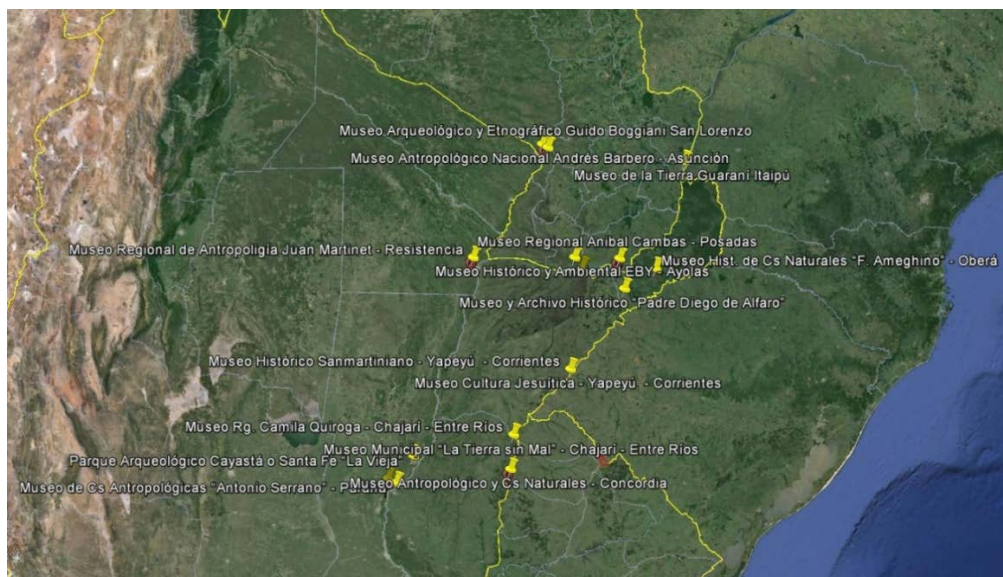 Museo Arqueológico y Etnográfico Guido Boggiani San Lorenzo
Museo Antropológico Nacional Andrés Barbero - Asunción
Museo de la Tierra Guaraní Itaipú
Museo Regional Anibal Cambas - Posadas
Museo Regional de Antropoligía Juan Martinet - Resistencia
Museo Hist. de Cs Naturales "F. Ameghino" - Oberá
Museo Histórico y Ambiental EBY - Ayolas
Museo y Archivo Histórico "Padre Diego de Alfaro"
Museo Histórico Sanmartiniano - Yapeyú - Corrientes
Museo Cultura Jesuítica - Yapeyú - Corrientes
Museo Rg. Camila Quiroga - Chajarí - Entre Ríos
Museo Municipal "La Tierra sin Mal" - Chajarí - Entre Ríos
Parque Arqueológico Cayastá o Santa Fe "La Vieja"
Museo de Cs Antropológicas "Antonio Serrano" - Paraná
Museo Antropológico y Cs Naturales - Concordia